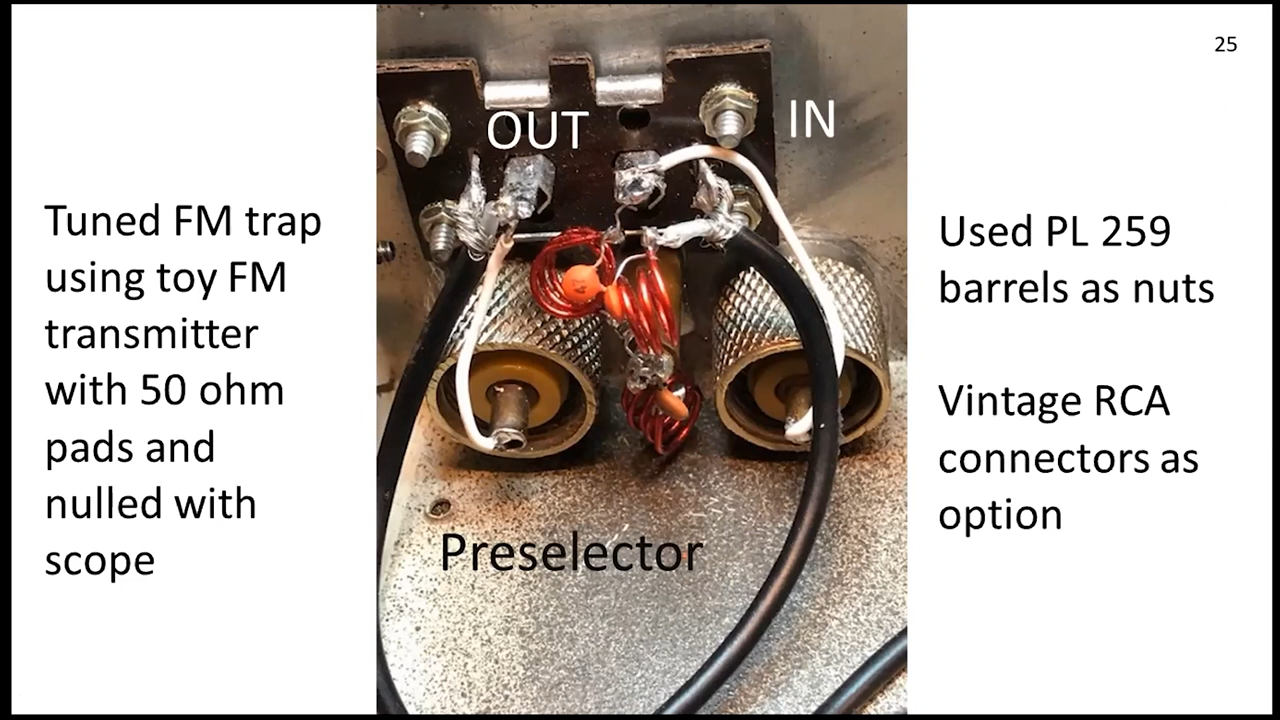 25
OUT
IN
Tuned FM trap
using toy FM
transmitter
with 50 ohm
pads and
nulled with
scope
47
Preselector
Used PL 259
barrels as nuts
Vintage RCA
connectors as
option